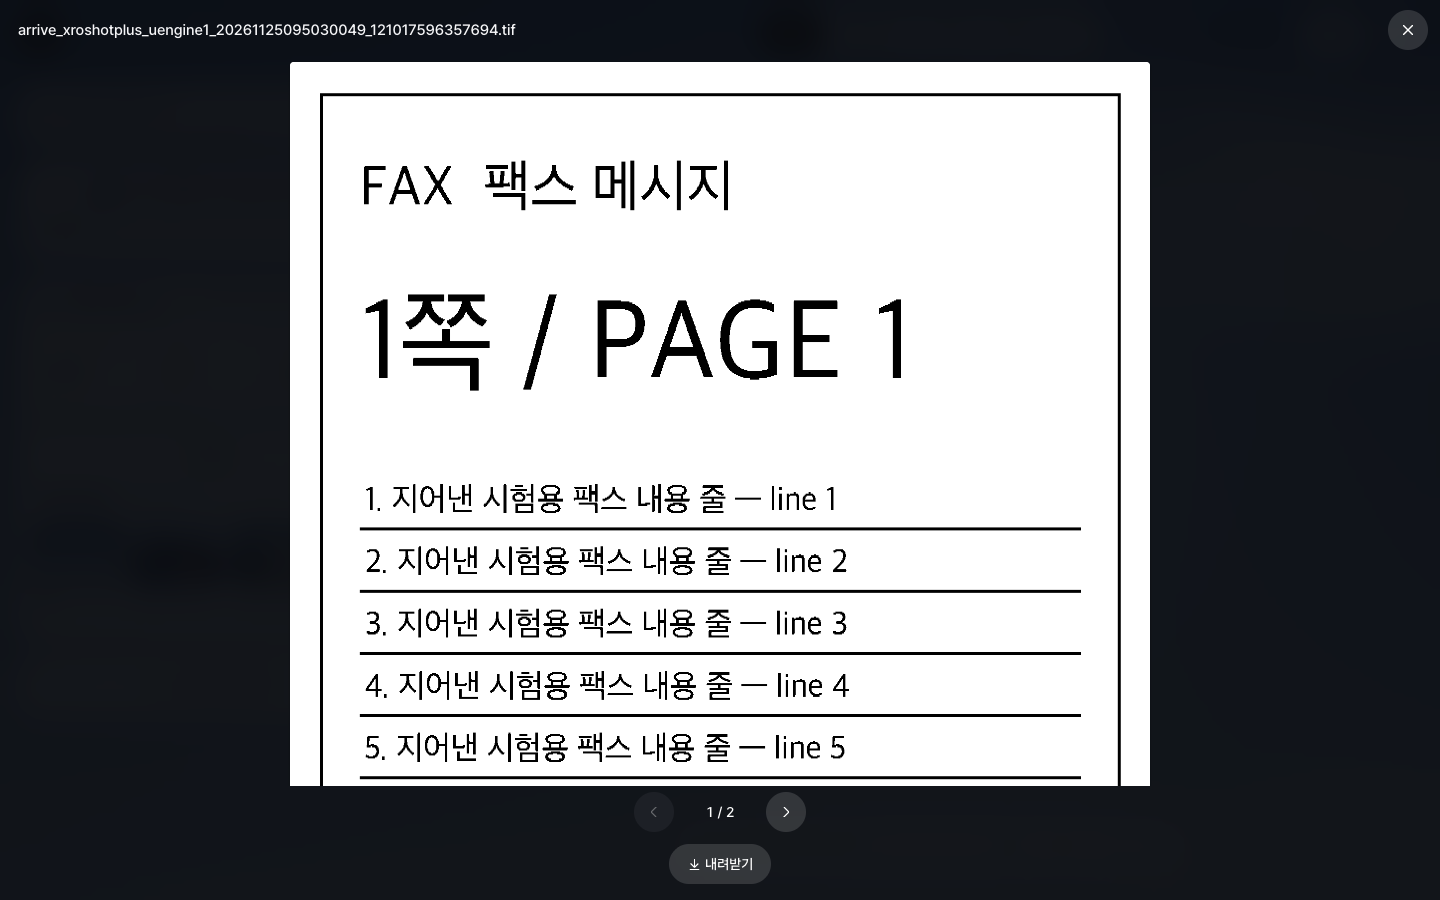 arrive_xroshotplus_uengine1_20261125095030049_121017596357694.tif
FAX 팩스 메시지
1쪽 / PAGE 1
1. 지어낸 시험용 팩스 내용 줄 — line 1
2. 지어낸 시험용 팩스 내용 줄 — line 2
3. 지어낸 시험용 팩스 내용 줄 — line 3
4. 지어낸 시험용 팩스 내용 줄 — line 4
5. 지어낸 시험용 팩스 내용 줄 — line 5
1 / 2
내려받기